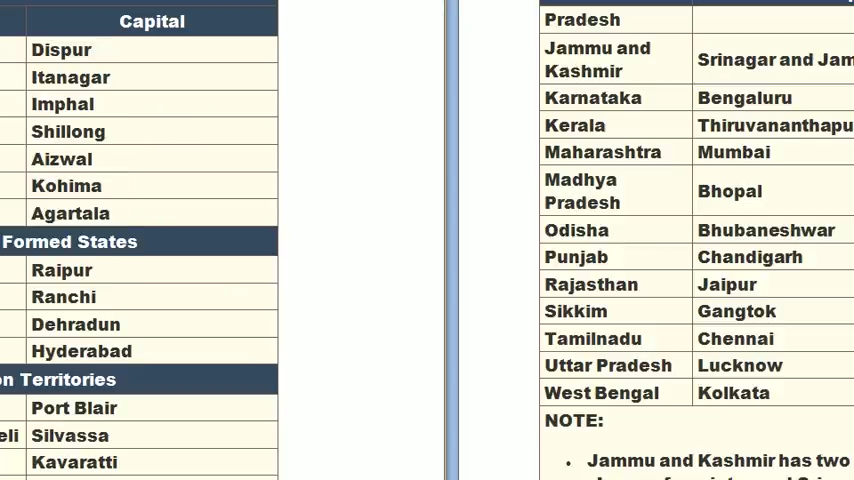 Capital
Dispur
Itanagar
Imphal
Shillong
Aizwal
Kohima
Agartala
Formed States
Raipur
Ranchi
Dehradun
Hyderabad
on Territories
Port Blair
eli Silvassa
Kavaratti
Pradesh
Jammu and
Kashmir
Srinagar and Jam
Karnataka Bengaluru
Kerala Thiruvananthapu
Maharashtra Mumbai
Madhya
Pradesh
Bhopal
Odisha Bhubaneshwar
Punjab Chandigarh
Rajasthan Jaipur
Sikkim Gangtok
Tamilnadu Chennai
Uttar Pradesh Lucknow
West Bengal Kolkata
NOTE:
• Jammu and Kashmir has two